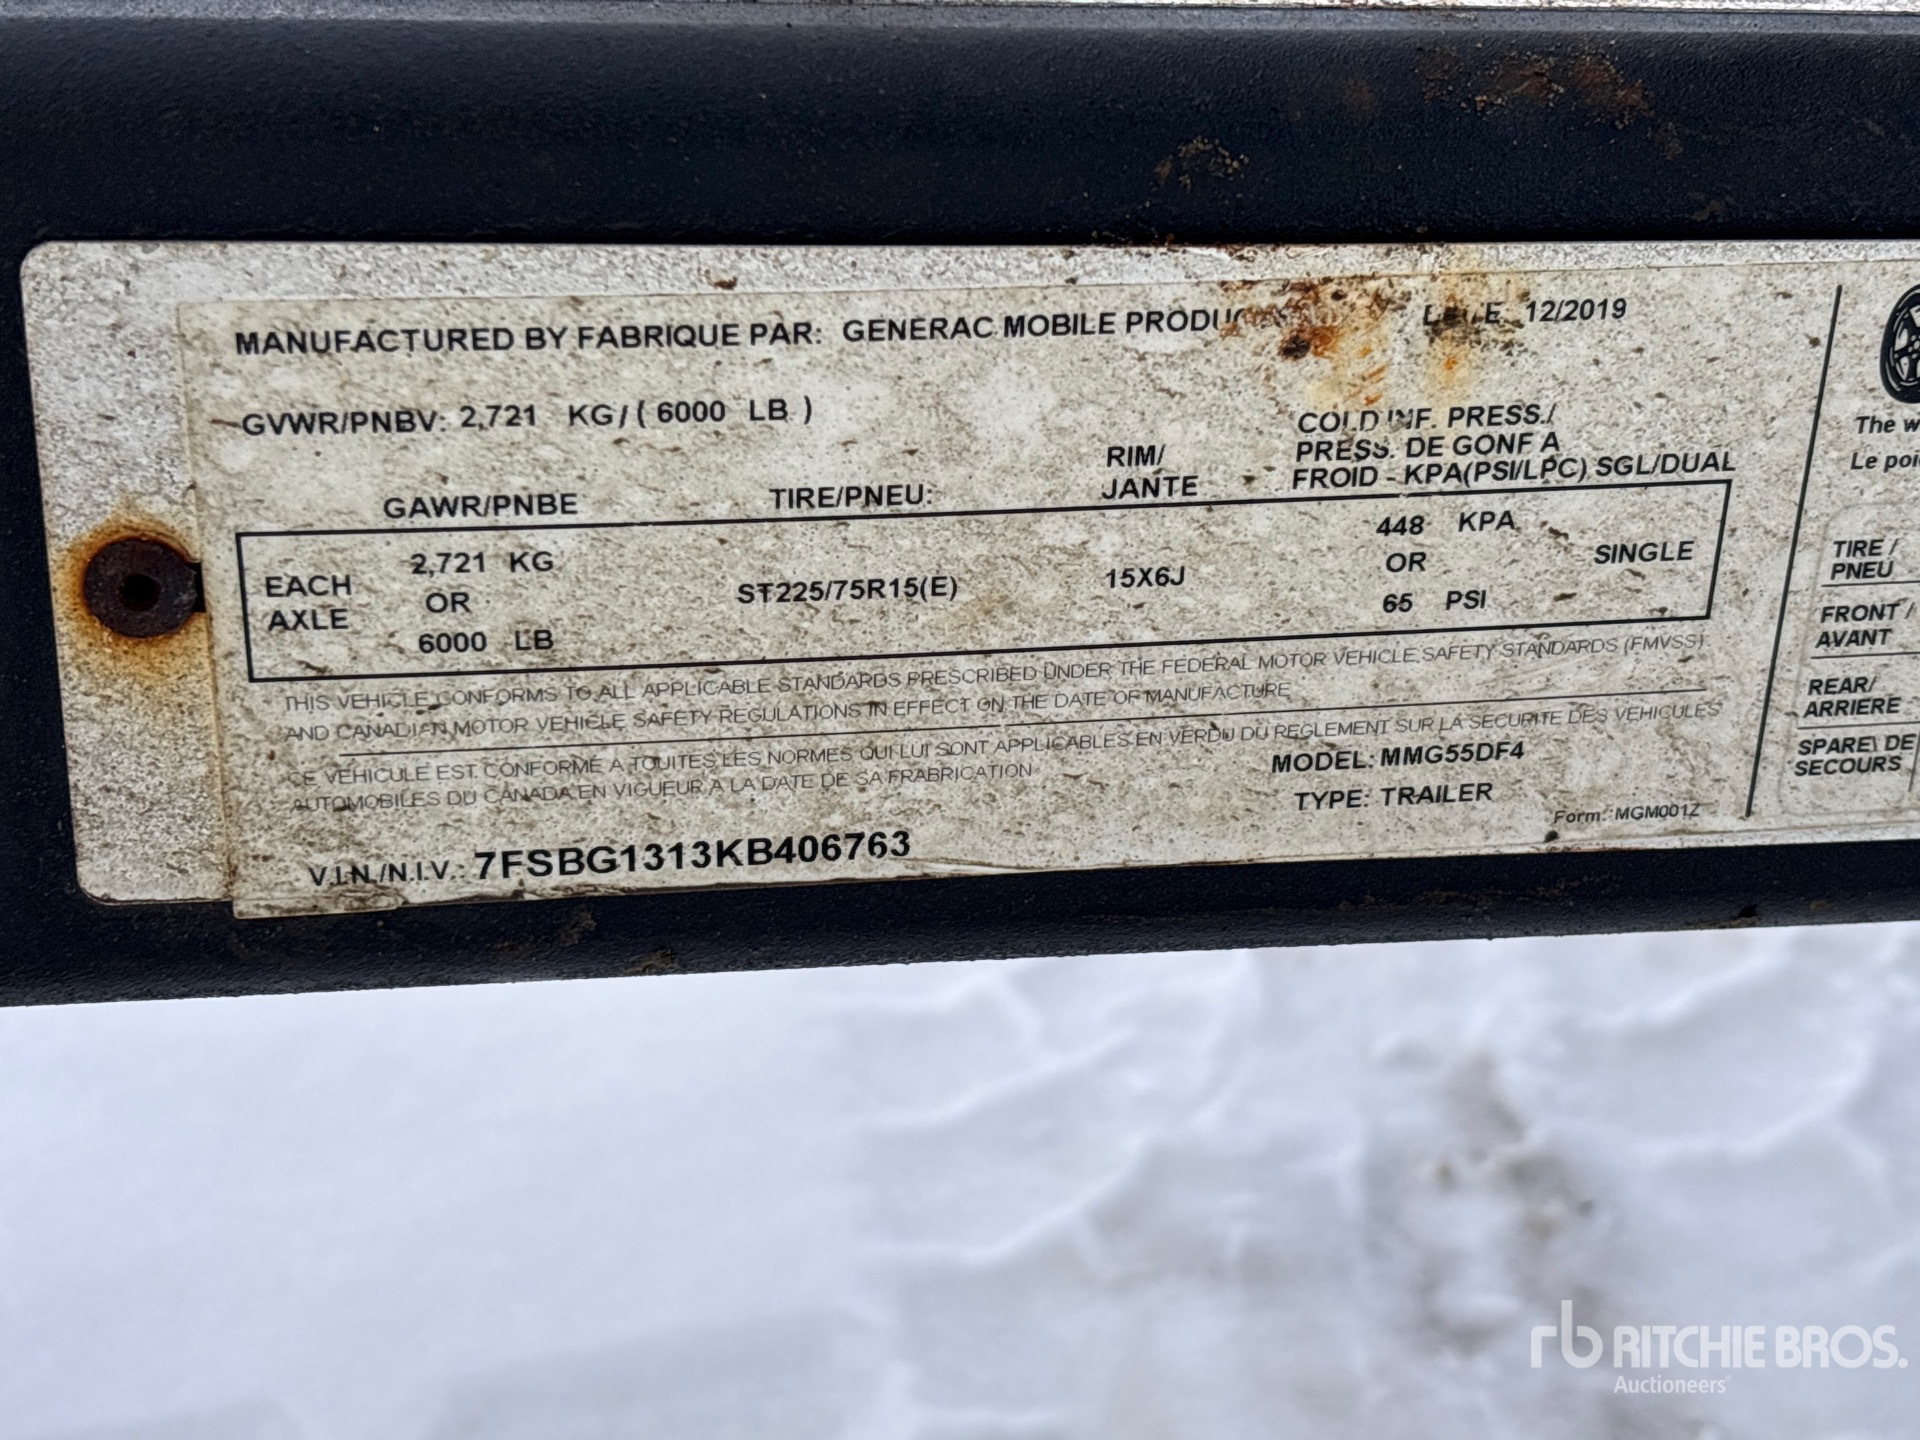 MANUFACTURED BY FABRIQUE PAR: GENERAC MOBILE 12/2019
GVWR/PNBV: 2,721 KG / ( 6000 LB )
GAWR/PNBE
TIRE/PNEU:
RIM/
JANTE
COLD INF. PRESS./
PRESS. DE GONF A
FROID - KPA(PSI/LPC) SGL/DUAL
EACH
AXLE
2,721 KG
OR
6000 LB
ST225/75R15(E)
15X6J
448 KPA
OR
65 PSI
SINGLE
THIS VEHICLE CONFORMS TO ALL APPLICABLE STANDARDS PRESCRIBED UNDER THE FEDERAL MOTOR VEHICLE SAFETY STANDARDS (FMVSS)
AND CANADIAN MOTOR VEHICLE SAFETY REGULATIONS IN EFFECT ON THE DATE OF MANUFACTURE
CE VEHICULE EST CONFORME A TOUITES LES NORMES QUI LUI SONT APPLICABLES EN VERDU DU REGLEMENT SUR LA SECURITE DES VEHICULES
AUTOMOBILES DU CANADA EN VIGUEUR A LA DATE DE SA FRABRICATION
MODEL: MMG55DF4
TYPE: TRAILER
Form: MGM001Z
V.I.N./N.I.V.: 7FSBG1313KB406763
The
Le
TIRE /
PNEU
FRONT /
AVANT
REAR/
ARRIERE
SPARE\ DE
SECOURS
rb RITCHIE BROS.
Auctioneers